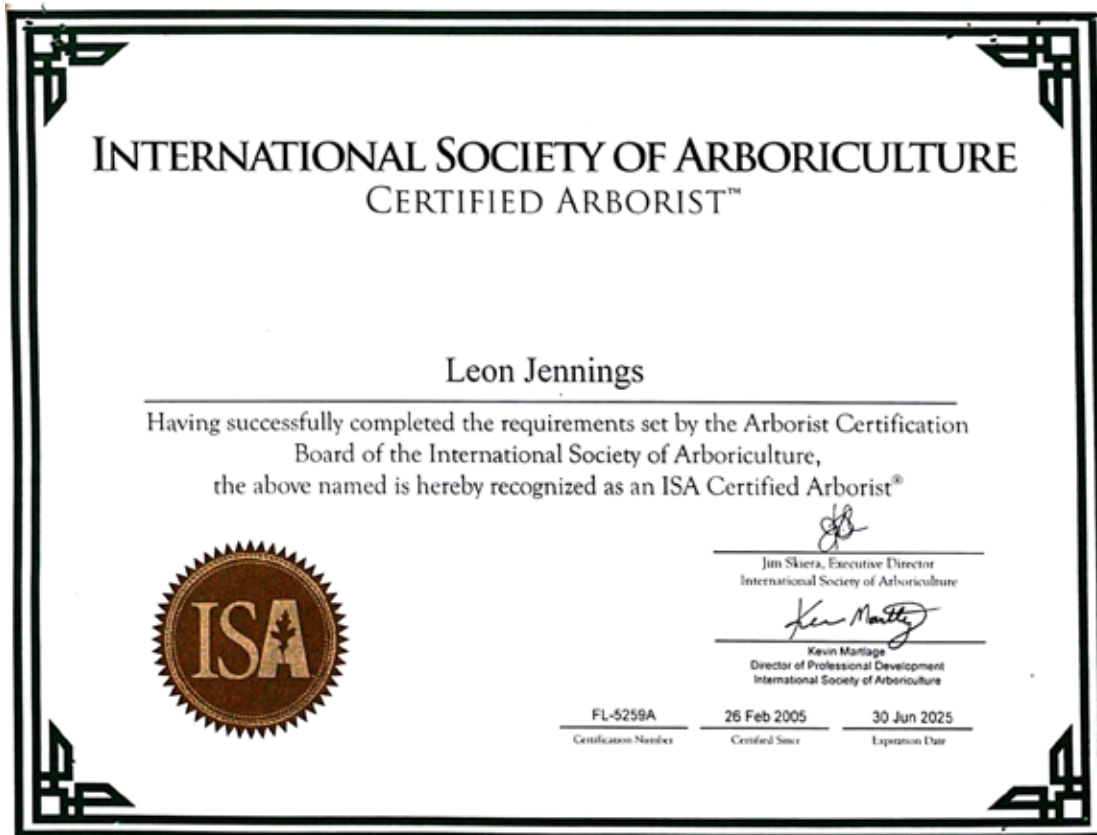 INTERNATIONAL SOCIETY OF ARBORICULTURE
CERTIFIED ARBORIST™
Leon Jennings
Having successfully completed the requirements set by the Arborist Certification
Board of the International Society of Arboriculture,
the above named is hereby recognized as an ISA Certified Arborist®
Jim Skiera, Executive Director
International Society of Arboriculture
Kevin Martlage
Director of Professional Development
International Society of Arboriculture
ISA
FL-5259A 26 Feb 2005 30 Jun 2025
Certification Number Certified Since Expiration Date